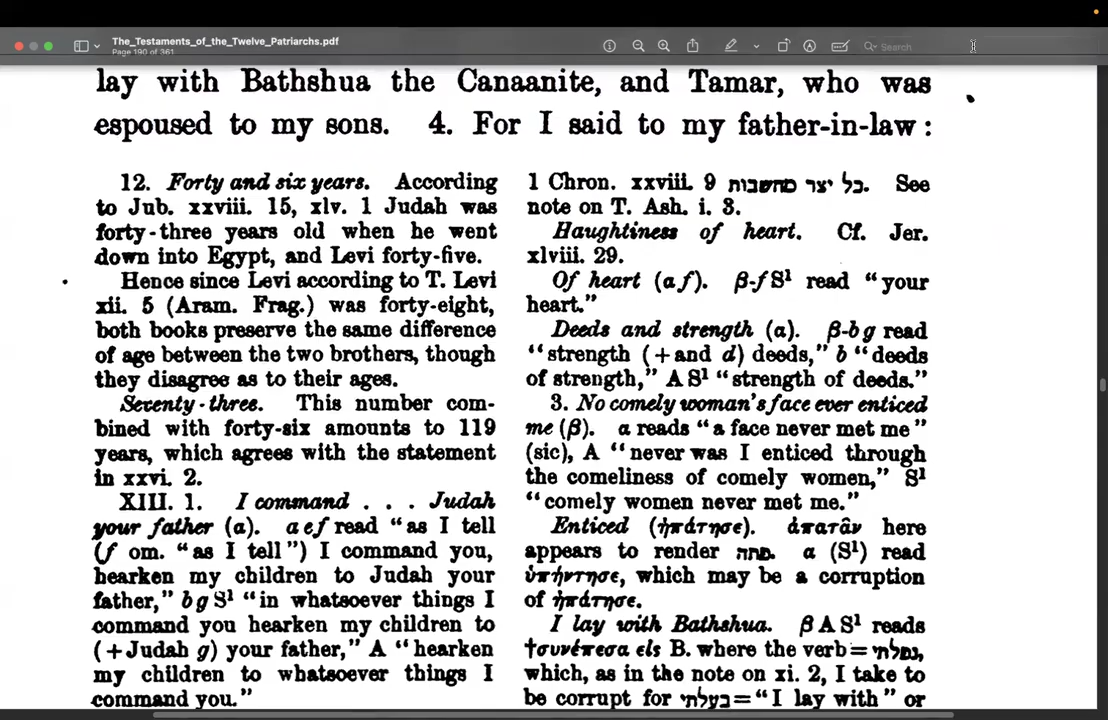 The_Testaments_of_the_Twelve_Patriarchs.pdf
Page 190 of 361
Search
lay with Bathshua the Canaanite, and Tamar, who was
espoused to my sons. 4. For I said to my father-in-law :
12. Forty and six years. According
to Jub. xxviii. 15, xlv. 1 Judah was
forty-three years old when he went
down into Egypt, and Levi forty-five.
Hence since Levi according to T. Levi
xii. 5 (Aram. Frag.) was forty-eight,
both books preserve the same difference
of age between the two brothers, though
they disagree as to their ages.
Seventy-three. This number com-
bined with forty-six amounts to 119
years, which agrees with the statement
in xxvi. 2.
XIII. 1. I command . . . Judah
your father (a). a e f read “as I tell
(f om. “as I tell”) I command you,
hearken my children to Judah your
father,” b g S¹ “in whatsoever things I
command you hearken my children to
(+Judah g) your father,” A “hearken
my children to whatsoever things I
command you.”
1 Chron. xxviii. 9 כל יצר מחשבות. See
note on T. Ash. i. 3.
Haughtiness of heart. Cf. Jer.
xlviii. 29.
Of heart (a f). β-f S¹ read “your
heart.”
Deeds and strength (a). β-b g read
“strength (+and d) deeds,” b “deeds
of strength,” A S¹ “strength of deeds.”
3. No comely woman's face ever enticed
me (β). a reads “a face never met me”
(sic), A “never was I enticed through
the comeliness of comely women,” S¹
“comely women never met me.”
Enticed (ἠπάτησε). ἀπατᾶν here
appears to render פתה. a (S¹) read
ὑπήντησε, which may be a corruption
of ἠπάτησε.
I lay with Bathshua. β A S¹ reads
†συνέπεσα εἰς B. where the verb = נפלתי,
which, as in the note on xi. 2, I take to
be corrupt for בעלתי = “I lay with” or